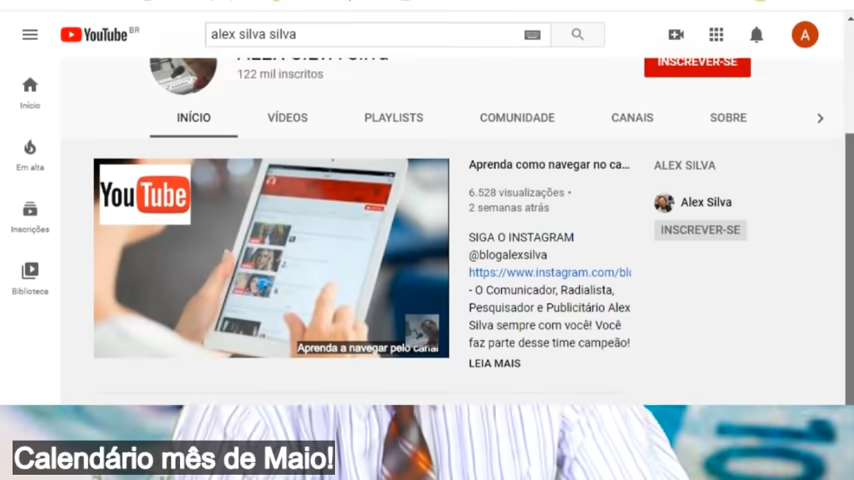 YouTube BR
alex silva silva
A
122 mil inscritos
INSCREVER-SE
INÍCIO
VÍDEOS
PLAYLISTS
COMUNIDADE
CANAIS
SOBRE
Início
Em alta
Inscrições
Biblioteca
YouTube
Aprenda a navegar pelo canal
Aprenda como navegar no ca...
6.528 visualizações •
2 semanas atrás
SIGA O INSTAGRAM
@blogalexsilva
https://www.instagram.com/blo
- O Comunicador, Radialista,
Pesquisador e Publicitário Alex
Silva sempre com você! Você
faz parte desse time campeão!
LEIA MAIS
ALEX SILVA
Alex Silva
INSCREVER-SE
Calendário mês de Maio!